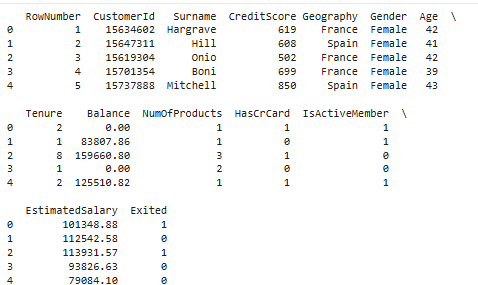 RowNumber CustomerId Surname CreditScore Geography Gender Age \
0 1 15634602 Hargrave 619 France Female 42
1 2 15647311 Hill 608 Spain Female 41
2 3 15619304 Onio 502 France Female 42
3 4 15701354 Boni 699 France Female 39
4 5 15737888 Mitchell 850 Spain Female 43
Tenure Balance NumOfProducts HasCrCard IsActiveMember \
0 2 0.00 1 1 1
1 1 83807.86 1 0 1
2 8 159660.80 3 1 0
3 1 0.00 2 0 0
4 2 125510.82 1 1 1
EstimatedSalary Exited
0 101348.88 1
1 112542.58 0
2 113931.57 1
3 93826.63 0
4 79084.10 0